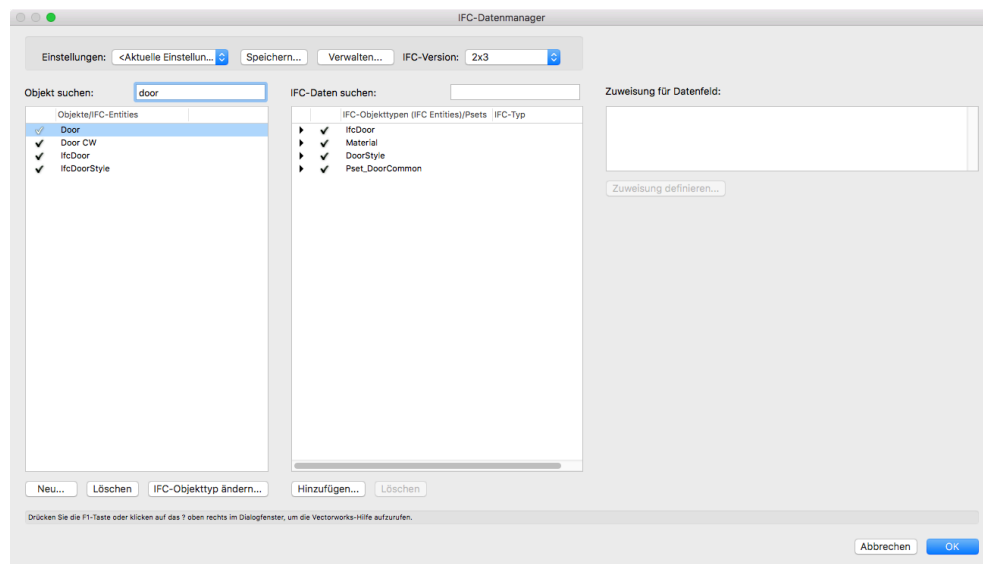 IFC-Datenmanager
Einstellungen: <Aktuelle Einstellun... Speichern... Verwalten... IFC-Version: 2x3
Objekt suchen: door
Objekte/IFC-Entities
Door
Door CW
IfcDoor
IfcDoorStyle
Neu... Löschen IFC-Objekttyp ändern...
IFC-Daten suchen:
IFC-Objekttypen (IFC Entities)/Psets IFC-Typ
IfcDoor
Material
DoorStyle
Pset_DoorCommon
Hinzufügen... Löschen
Zuweisung für Datenfeld:
Zuweisung definieren...
Drücken Sie die F1-Taste oder klicken auf das ? oben rechts im Dialogfenster, um die Vectorworks-Hilfe aufzurufen.
Abbrechen OK